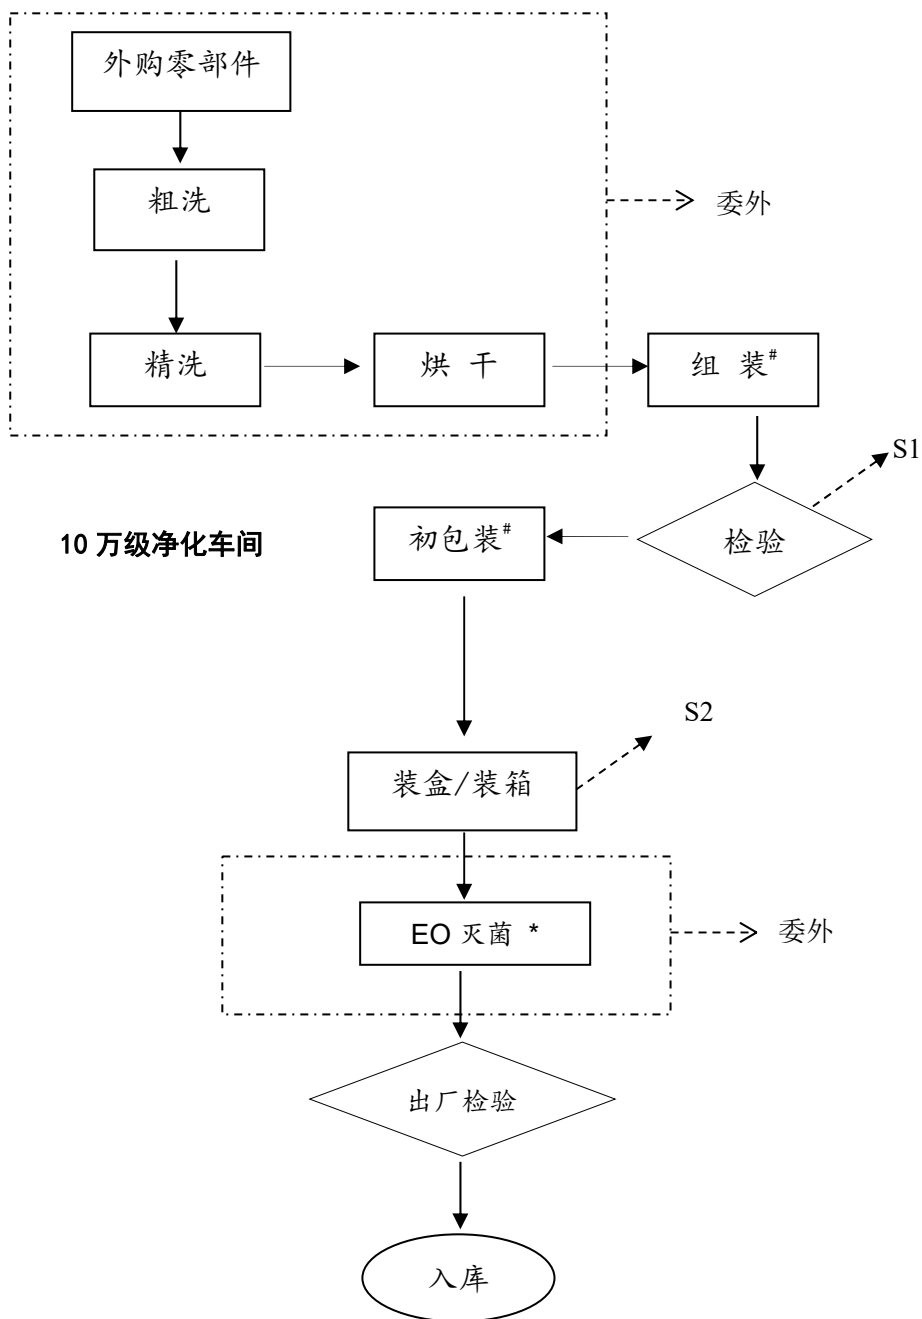 外购零部件
粗洗
委外
精洗
烘 干
组 装#
S1
10 万级净化车间
初包装#
检验
S2
装盒/装箱
EO 灭菌 *
委外
出厂检验
入库